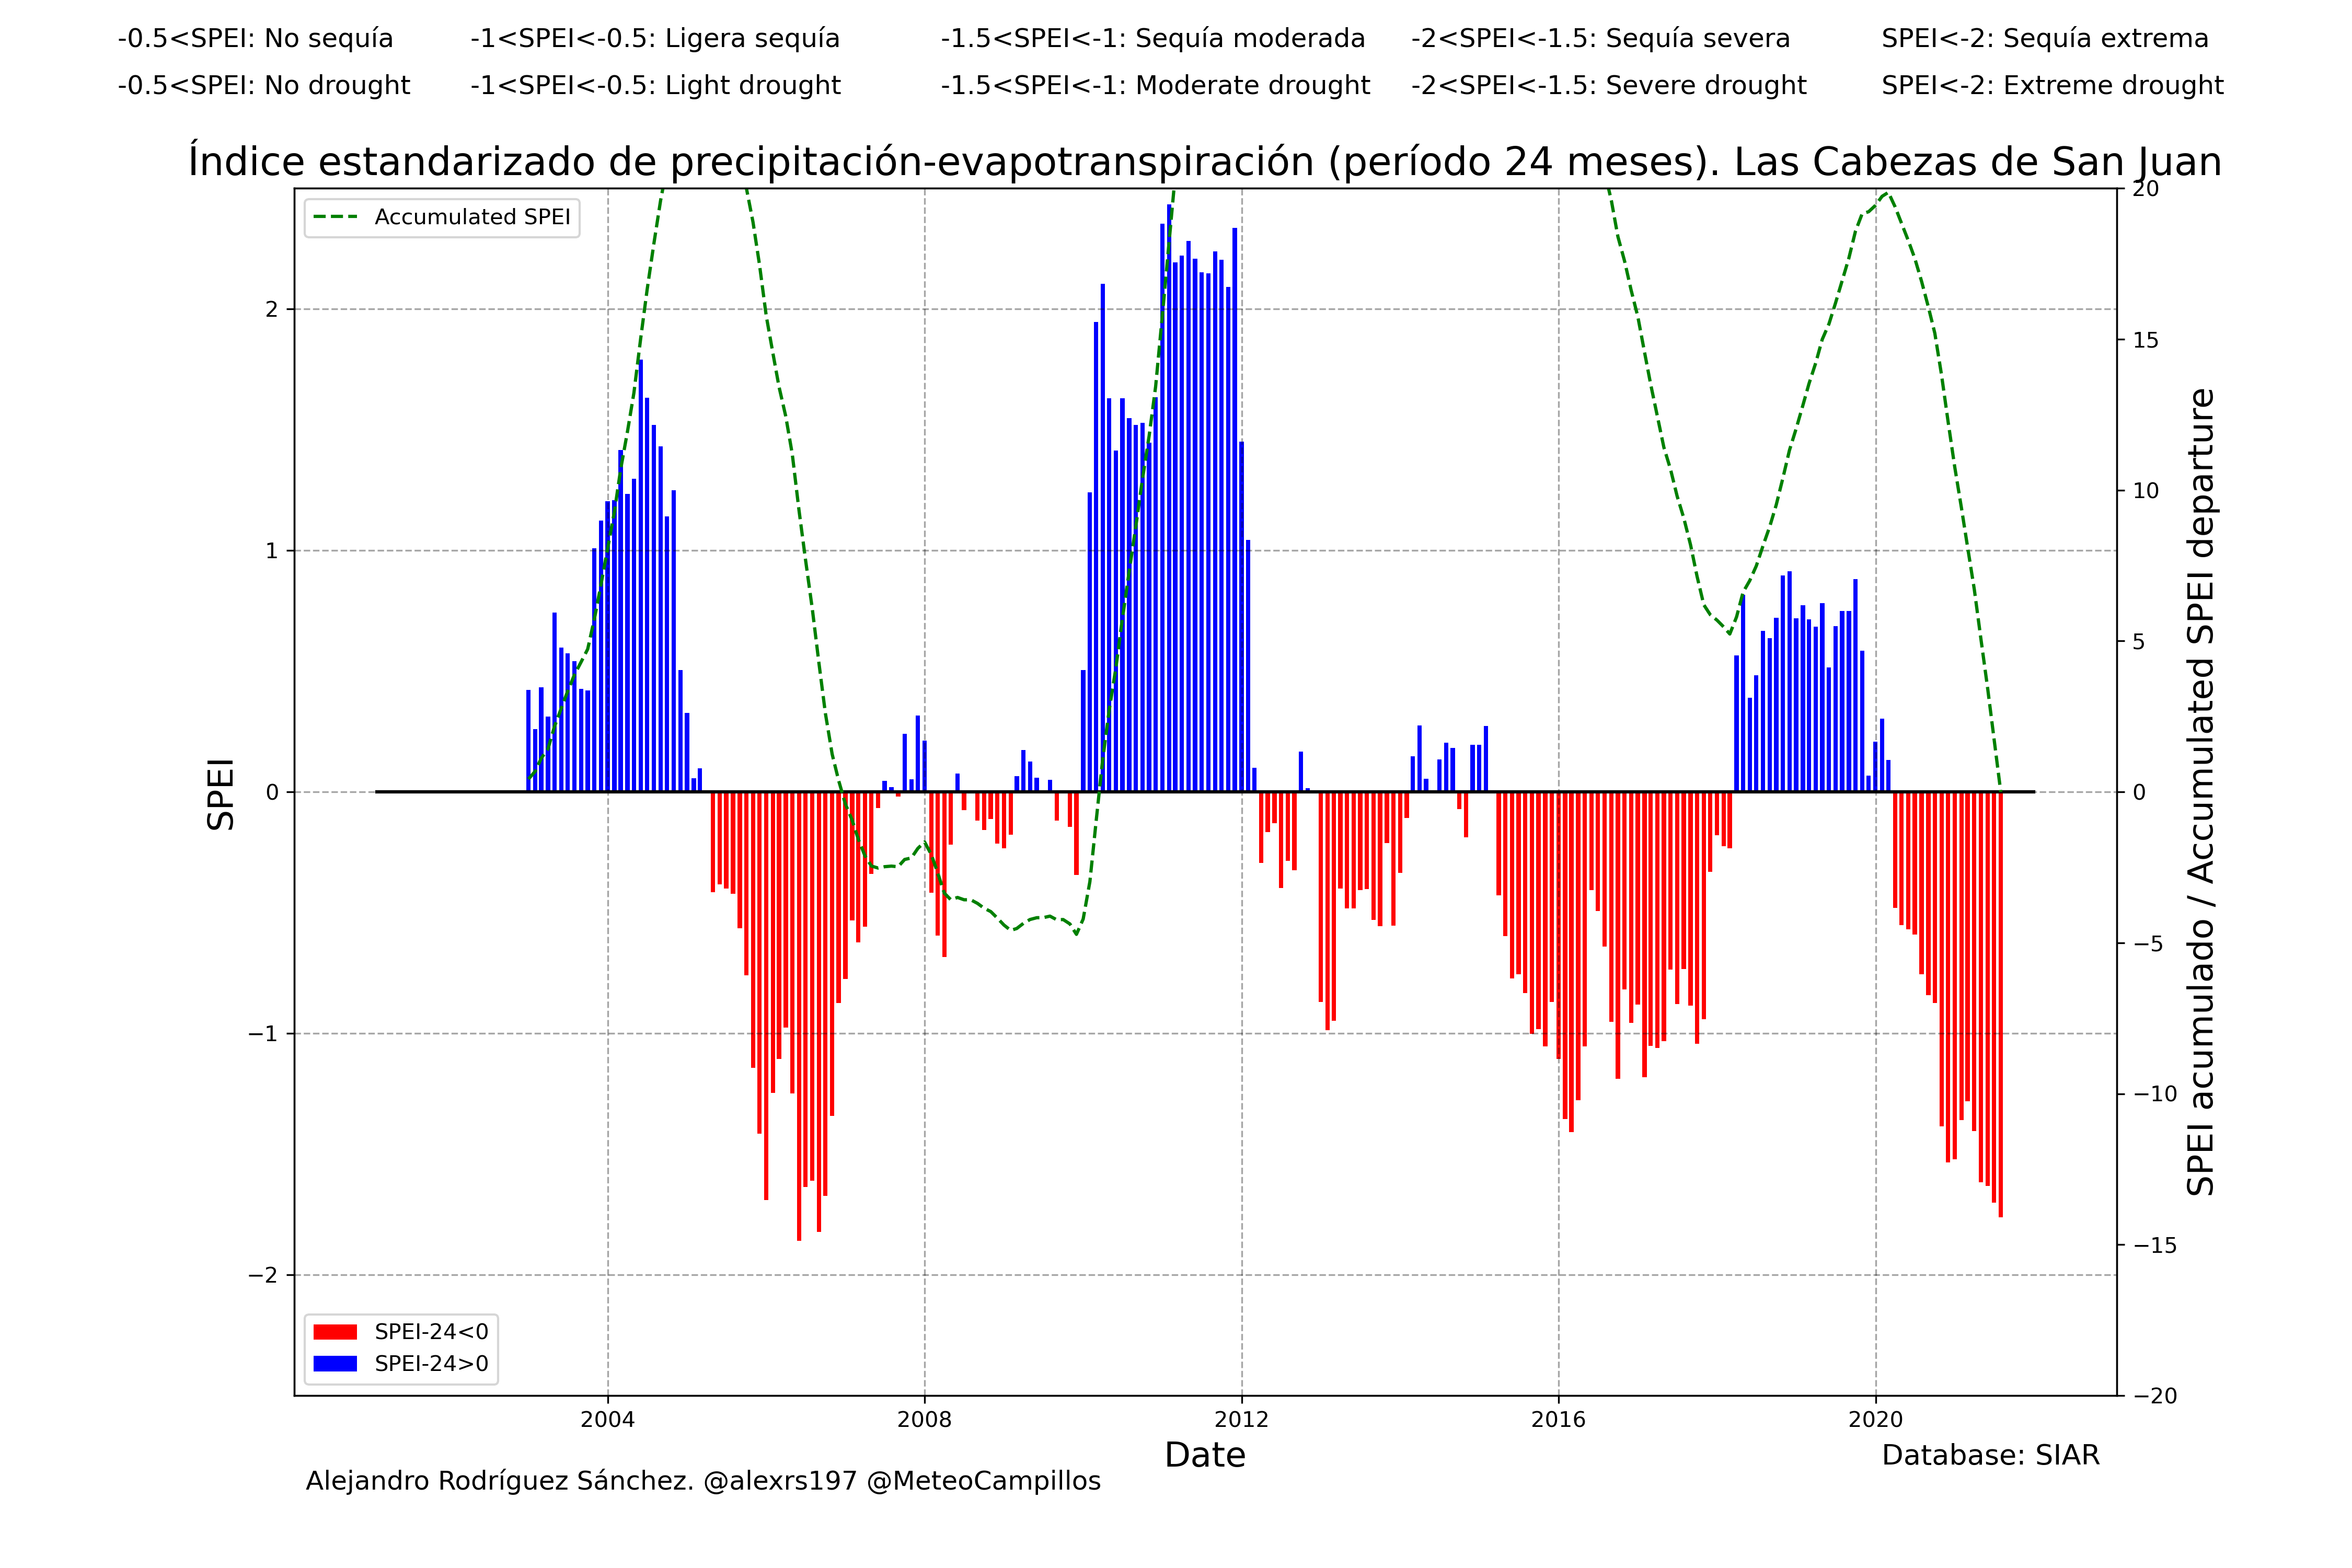 -0.5<SPEI: No sequía -1<SPEI<-0.5: Ligera sequía -1.5<SPEI<-1: Sequía moderada -2<SPEI<-1.5: Sequía severa SPEI<-2: Sequía extrema
-0.5<SPEI: No drought -1<SPEI<-0.5: Light drought -1.5<SPEI<-1: Moderate drought -2<SPEI<-1.5: Severe drought SPEI<-2: Extreme drought
Índice estandarizado de precipitación-evapotranspiración (período 24 meses). Las Cabezas de San Juan
Accumulated SPEI
SPEI
2
1
0
−1
−2
20
15
10
5
0
−5
−10
−15
−20
SPEI acumulado / Accumulated SPEI departure
SPEI-24<0
SPEI-24>0
2004 2008 2012 2016 2020
Date
Database: SIAR
Alejandro Rodríguez Sánchez. @alexrs197 @MeteoCampillos